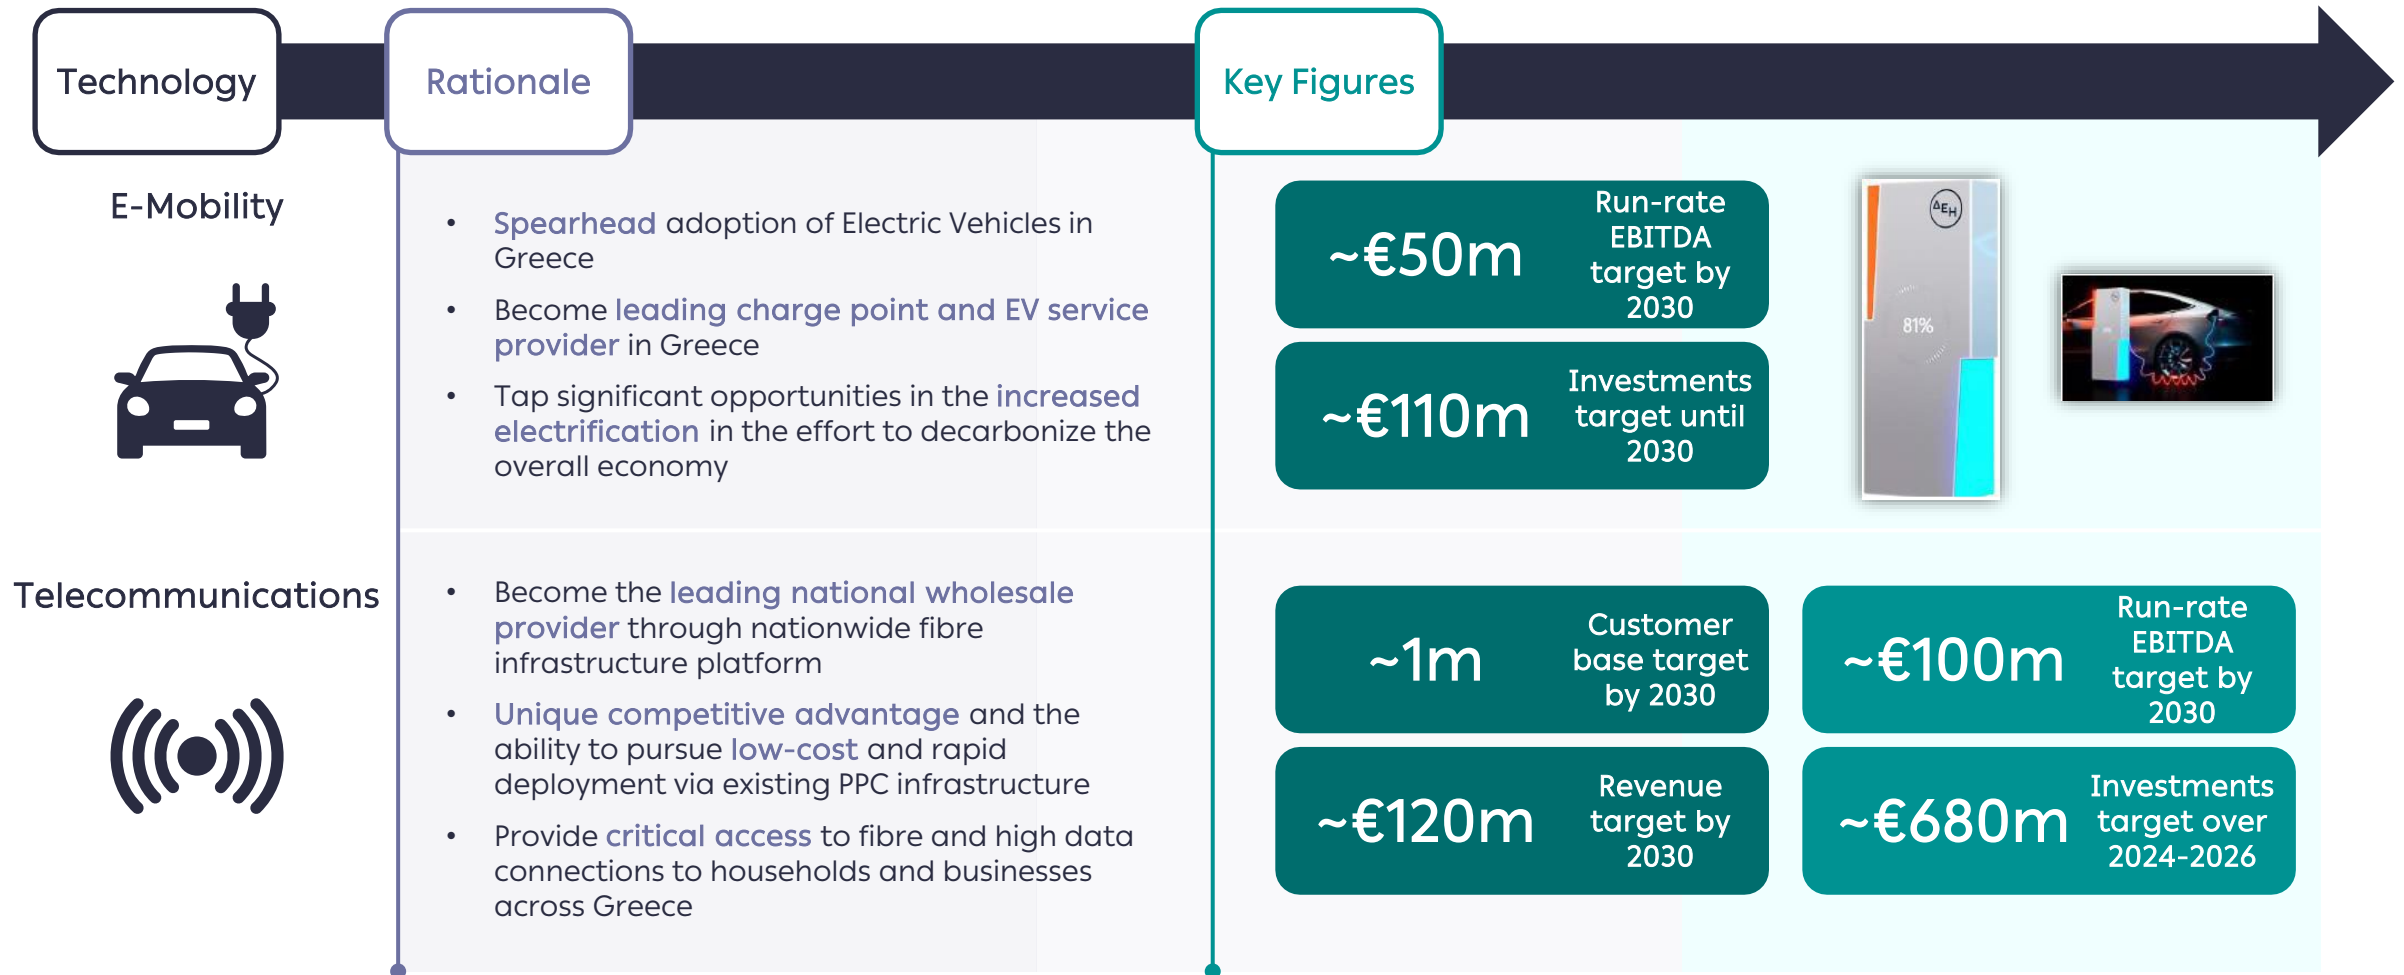 Technology
Rationale
Key Figures
E-Mobility
• Spearhead adoption of Electric Vehicles in
Greece
• Become leading charge point and EV service
provider in Greece
• Tap significant opportunities in the increased
electrification in the effort to decarbonize the
overall economy
~€50m
Run-rate
EBITDA
target by
2030
~€110m
Investments
target until
2030
ΔEH
81%
Telecommunications
• Become the leading national wholesale
provider through nationwide fibre
infrastructure platform
• Unique competitive advantage and the
ability to pursue low-cost and rapid
deployment via existing PPC infrastructure
• Provide critical access to fibre and high data
connections to households and businesses
across Greece
~1m
Customer
base target
by 2030
~€100m
Run-rate
EBITDA
target by
2030
~€120m
Revenue
target by
2030
~€680m
Investments
target over
2024-2026